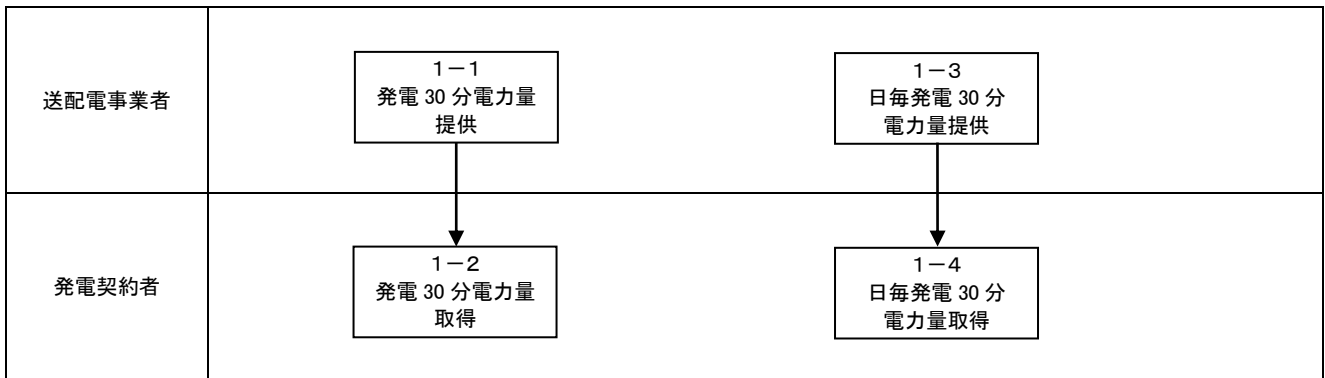 送配電事業者
1－1
発電 30 分電力量
提供
1－3
日毎発電 30 分
電力量提供
発電契約者
1－2
発電 30 分電力量
取得
1－4
日毎発電 30 分
電力量取得